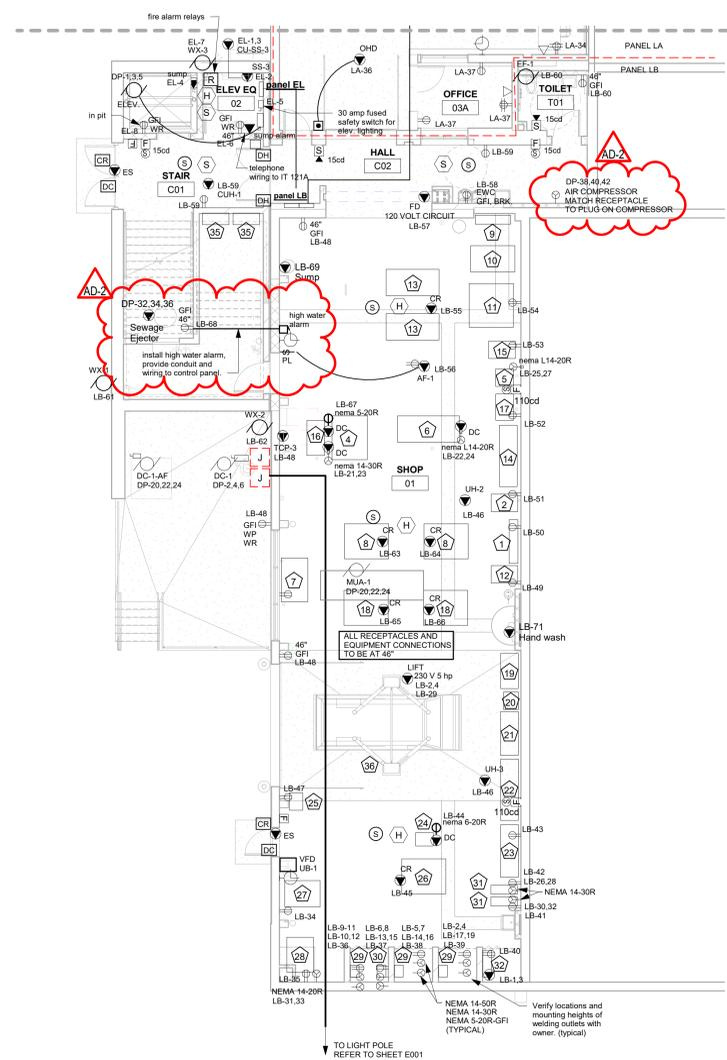 fire alarm relays
EL-7
WX-3
EL-1,3
CU-SS-3
SS-3
OHD
LA-36
LA-34
PANEL LA
PANEL LB
DP-1,3,5
sump
EL-4
FR
EL-2
ELEV EQ
02
panel EL
EL-5
LA-37
OFFICE
03A
EF-1
LB-60
TOILET
T01
46"
GFI
LB-60
ELEV.
H
S
in pit
EL-8
GFI
WR
GFI
WR
46"
EL-6
sump alarm
30 amp fused
safety switch for
elev. lighting
LA-37
LA-37
S
15cd
F
F
S
15cd
telephone
wiring to IT 121A
DH
S
15cd
HALL
C02
S
H
LB-59
AD-2
CR
ES
DC
STAIR
C01
S
S
LB-59
CUH-1
LB-59
DH
panel LB
FD
120 VOLT CIRCUIT
LB-57
LB-58
EWC
GFI, BRK
DP-38,40,42
AIR COMPRESSOR
MATCH RECEPTACLE
TO PLUG ON COMPRESSOR
35
35
46"
GFI
LB-48
9
10
AD-2
LB-69
Sump
13
S
H
CR
LB-55
13
11
LB-54
DP-32,34,36
Sewage
Ejector
GFI
46"
LB-68
high water
alarm
S
PL
install high water alarm,
provide conduit and
wiring to control panel.
15
LB-53
nema L14-20R
5
LB-25,27
WX-1
LB-61
LB-56
AF-1
S
F
110cd
17
LB-52
WX-2
LB-62
LB-67
nema 5-20R
DC
16
4
DC
nema 14-30R
LB-21,23
6
DC
nema L14-20R
LB-22,24
14
TCP-3
LB-48
J
J
DC-1-AF
DP-20,22,24
DC-1
DP-2,4,6
SHOP
01
UH-2
LB-46
2
LB-51
LB-48
GFI
WP
WR
S
H
CR
8
LB-63
CR
8
LB-64
1
LB-50
12
LB-49
7
MUA-1
DP-20,22,24
18
CR
LB-65
CR
18
LB-66
LB-71
Hand wash
46"
GFI
LB-48
ALL RECEPTACLES AND
EQUIPMENT CONNECTIONS
TO BE AT 46"
LIFT
230 V 5 hp
LB-2,4
LB-29
19
20
21
36
UH-3
LB-46
22
S
F
110cd
LB-47
25
F
CR
ES
DC
LB-44
nema 6-20R
24
DC
S
H
LB-43
23
VFD
UB-1
27
CR
26
LB-45
LB-42
LB-26,28
31
NEMA 14-30R
31
LB-30,32
LB-41
LB-34
LB-9-11
LB-10,12
LB-36
LB-6,8
LB-13,15
LB-37
LB-5,7
LB-14,16
LB-38
LB-2,4
LB-17,19
LB-39
28
29
30
29
29
LB-40
32
LB-35
LB-1,3
NEMA 14-20R
LB-31,33
NEMA 14-50R
NEMA 14-30R
NEMA 5-20R-GFI
(TYPICAL)
Verify locations and
mounting heights of
welding outlets with
owner. (typical)
TO LIGHT POLE
REFER TO SHEET E001